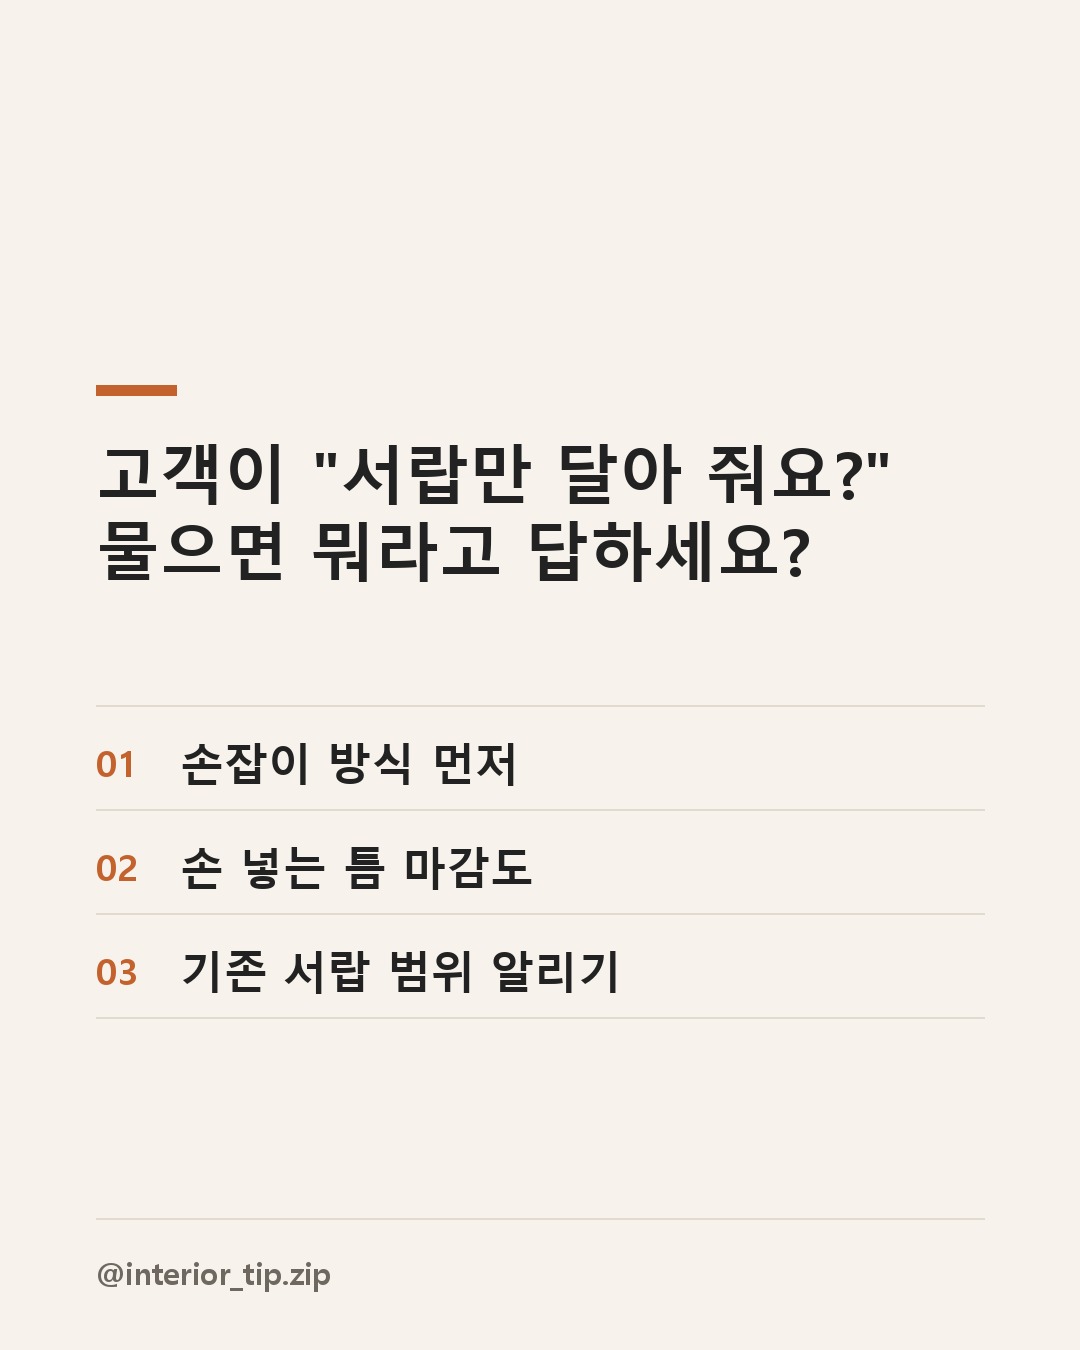 고객이 "서랍만 달아 줘요?"
물으면 뭐라고 답하세요?
01 손잡이 방식 먼저
02 손 넣는 틈 마감도
03 기존 서랍 범위 알리기
@interior_tip.zip